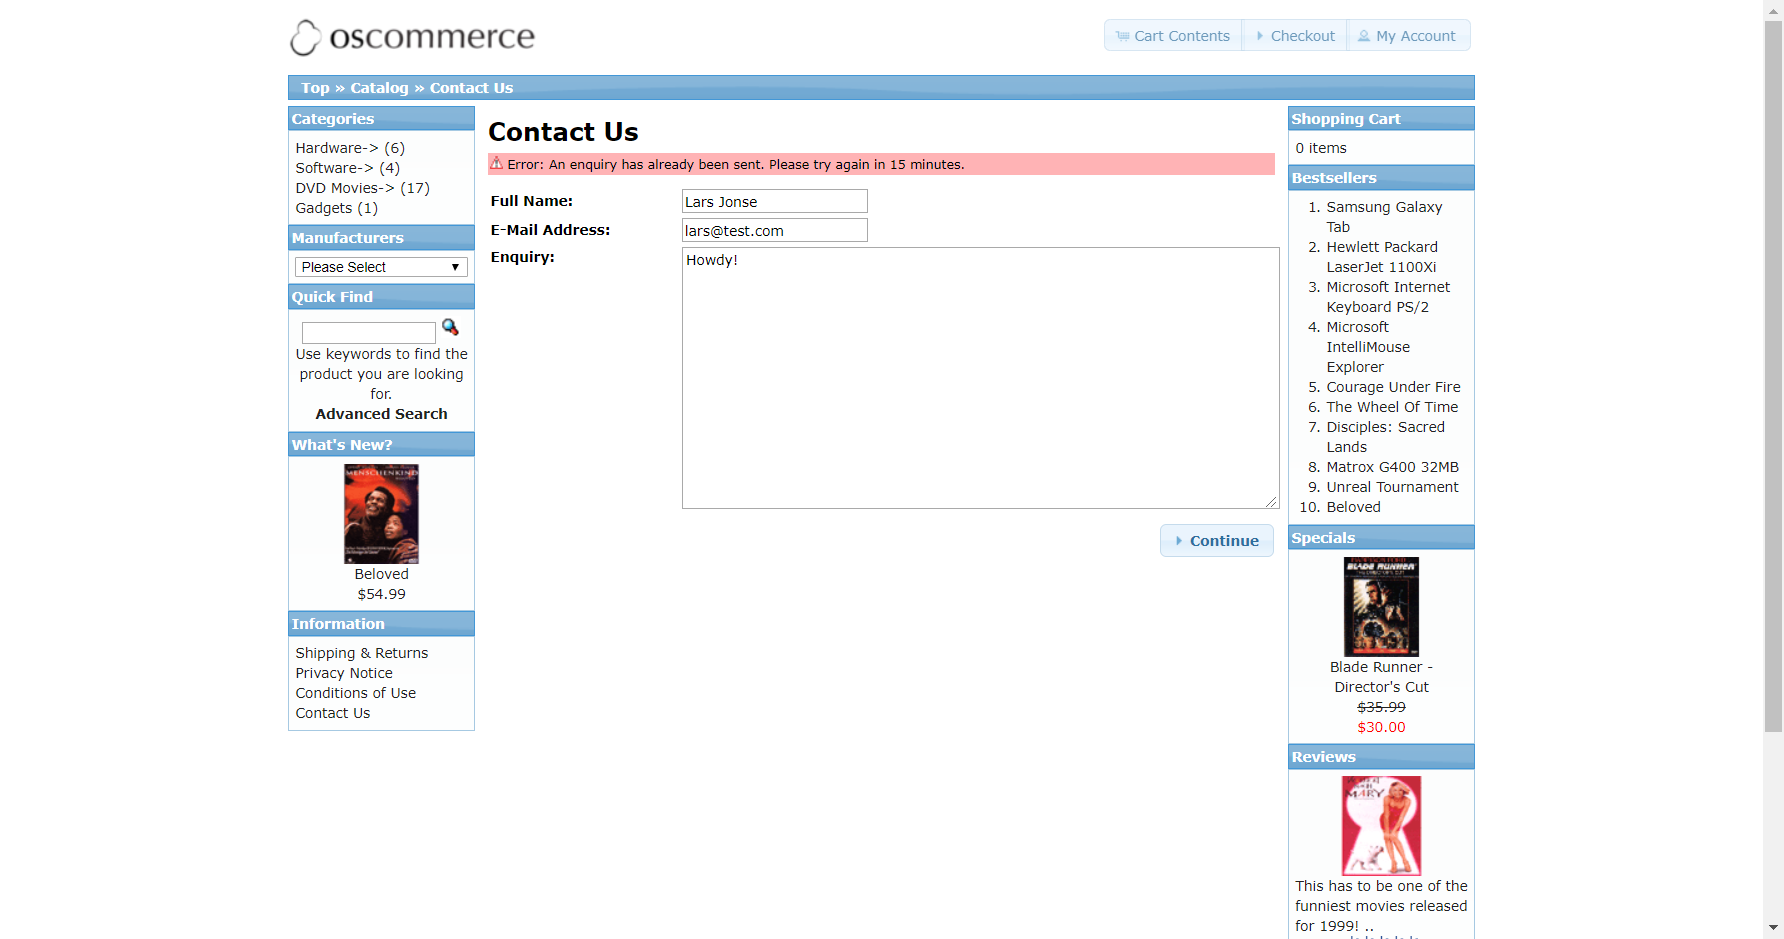 oscommerce
Cart Contents
Checkout
My Account
Top » Catalog » Contact Us
Categories
Hardware-> (6)
Software-> (4)
DVD Movies-> (17)
Gadgets (1)
Manufacturers
Please Select
Quick Find
Use keywords to find the
product you are looking
for.
Advanced Search
What's New?
MENSCHENKIND
Beloved
$54.99
Information
Shipping & Returns
Privacy Notice
Conditions of Use
Contact Us
Contact Us
Error: An enquiry has already been sent. Please try again in 15 minutes.
Full Name:
Lars Jonse
E-Mail Address:
lars@test.com
Enquiry:
Howdy!
Continue
Shopping Cart
0 items
Bestsellers
1. Samsung Galaxy
Tab
2. Hewlett Packard
LaserJet 1100Xi
3. Microsoft Internet
Keyboard PS/2
4. Microsoft
IntelliMouse
Explorer
5. Courage Under Fire
6. The Wheel Of Time
7. Disciples: Sacred
Lands
8. Matrox G400 32MB
9. Unreal Tournament
10. Beloved
Specials
BLADE RUNNER
Blade Runner -
Director's Cut
$35.99
$30.00
Reviews
MARY
This has to be one of the
funniest movies released
for 1999! ..